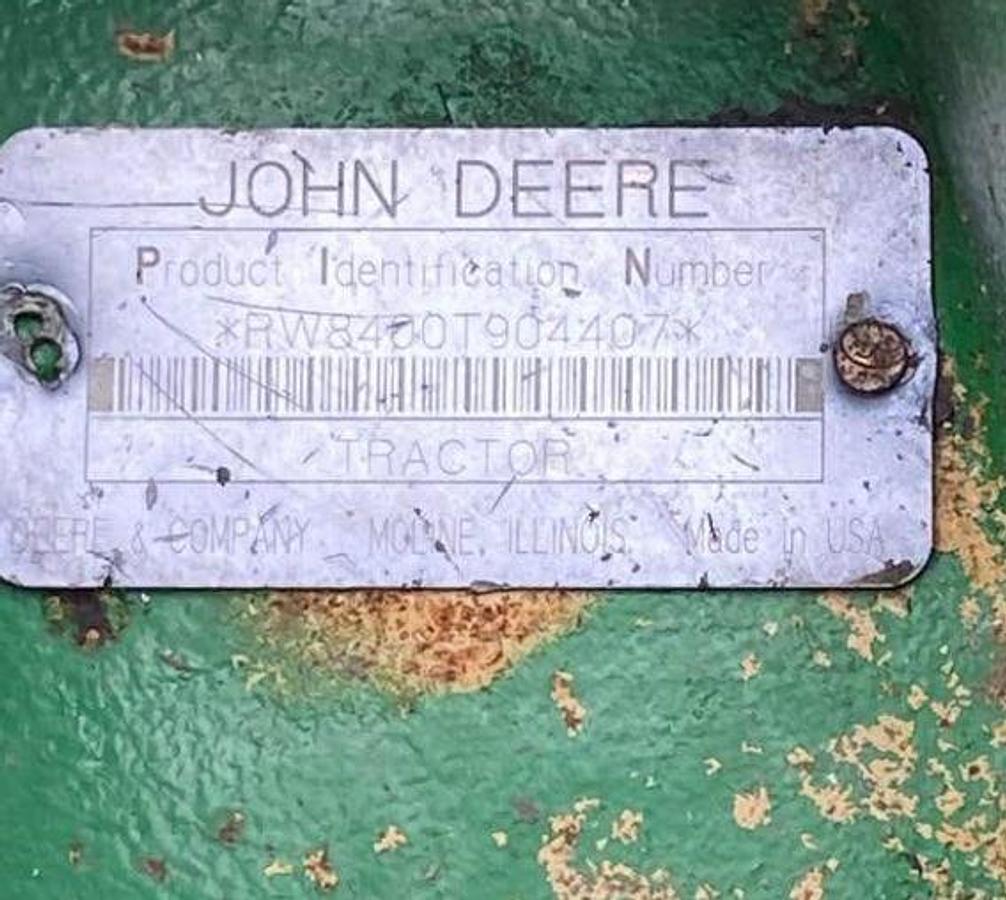 JOHN DEERE
Product Identification Number
*RW8400T904407*
TRACTOR
DEERE & COMPANY MOLINE, ILLINOIS Made in USA